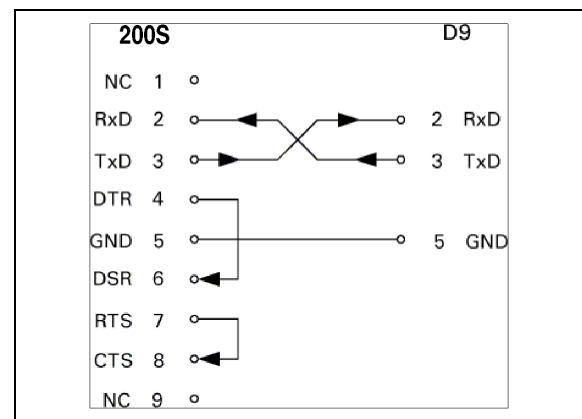 200S D9
NC 1
RxD 2 2 RxD
TxD 3 3 TxD
DTR 4
GND 5 5 GND
DSR 6
RTS 7
CTS 8
NC 9